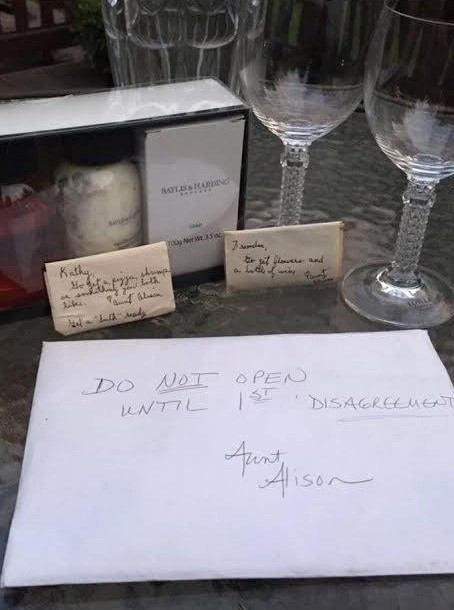 BAYLIS & HARDING
100g Net Wt. 3.5 oz.
Kathy,
Go get a pizza, shrimp
or something you both
like. Aunt Alison
Get a "bath" ready
Brandon,
Go get flowers and
a bottle of wine Aunt
DO NOT OPEN
UNTIL 1ST DISAGREEMENT
Aunt
Alison